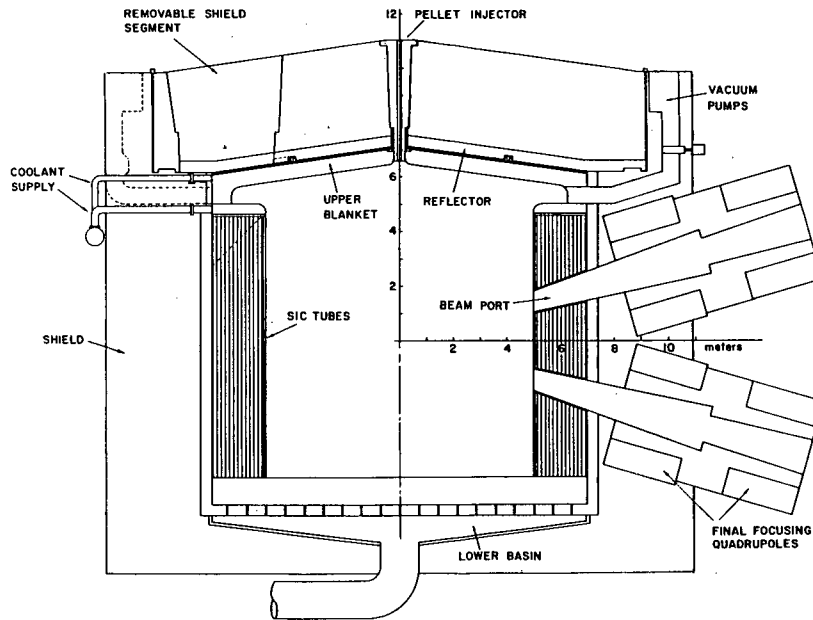 REMOVABLE SHIELD
SEGMENT
12
PELLET INJECTOR
VACUUM
PUMPS
COOLANT
SUPPLY
UPPER
BLANKET
6
REFLECTOR
4
2
BEAM PORT
SIC TUBES
SHIELD
2
4
6
8
10
meters
LOWER BASIN
FINAL FOCUSING
QUADRUPOLES